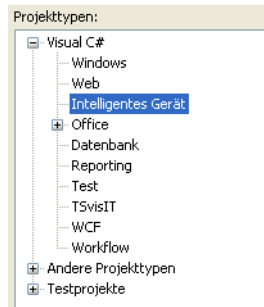 Projekttypen:
Visual C#
Windows
Web
Intelligentes Gerät
Office
Datenbank
Reporting
Test
TSvisIT
WCF
Workflow
Andere Projekttypen
Testprojekte